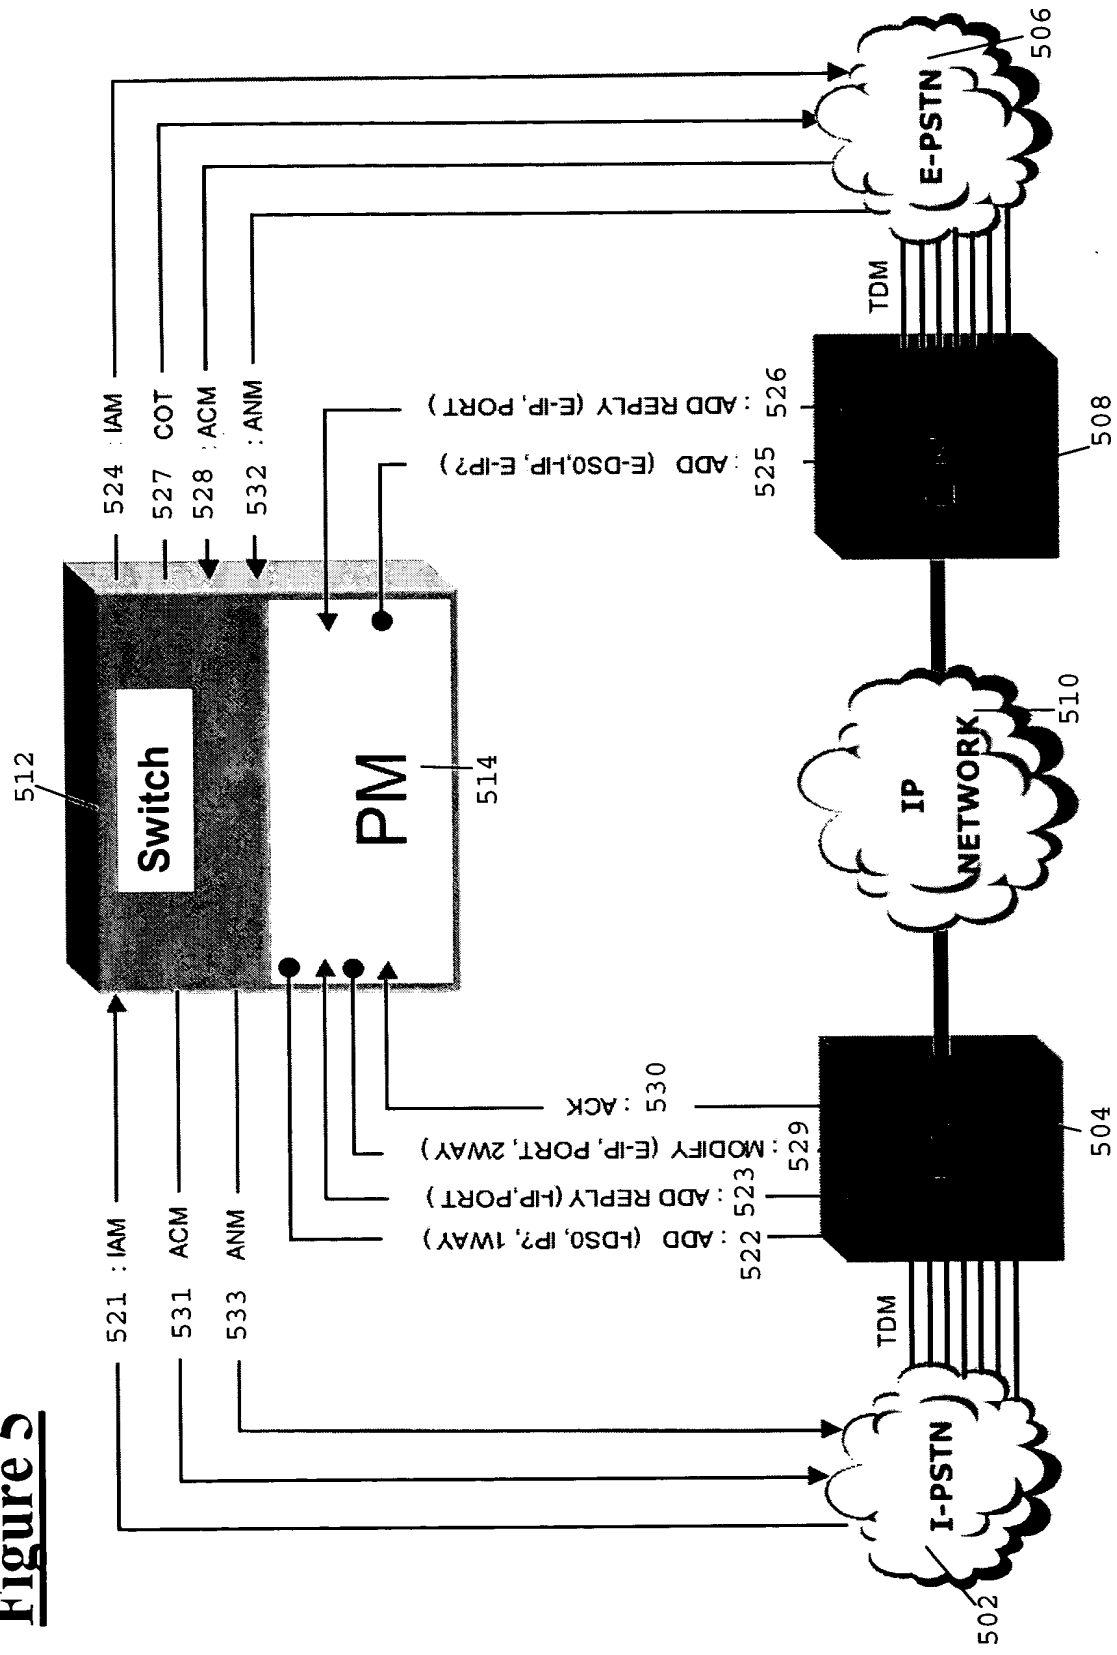 Figure 5
512
Switch
PM
514
521 : IAM
531 ACM
533 ANM
524 : IAM
527 COT
528 : ACM
532 : ANM
522 : ADD (I-DS0, IP?, 1WAY)
523 : ADD REPLY (I-IP,PORT)
529 : MODIFY (E-IP, PORT, 2WAY)
530 : ACK
525 : ADD (E-DS0,I-IP, E-IP?)
526 : ADD REPLY (E-IP, PORT)
I-PSTN
502
TDM
504
IP
NETWORK
510
508
TDM
E-PSTN
506